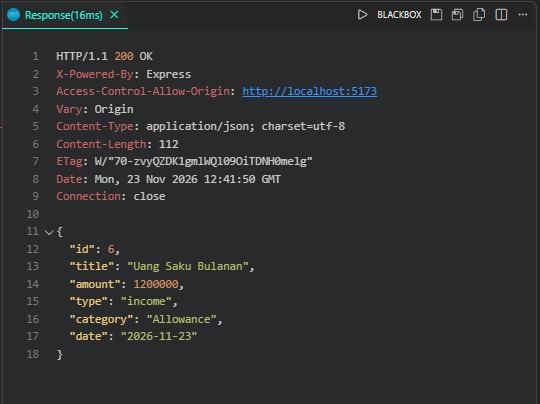 Response(16ms)
BLACKBOX
1 HTTP/1.1 200 OK
2 X-Powered-By: Express
3 Access-Control-Allow-Origin: http://localhost:5173
4 Vary: Origin
5 Content-Type: application/json; charset=utf-8
6 Content-Length: 112
7 ETag: W/"70-zvyQZDK1gmlWQl09OiTDNH0melg"
8 Date: Mon, 23 Nov 2026 12:41:50 GMT
9 Connection: close
10
11 {
12 "id": 6,
13 "title": "Uang Saku Bulanan",
14 "amount": 1200000,
15 "type": "income",
16 "category": "Allowance",
17 "date": "2026-11-23"
18 }